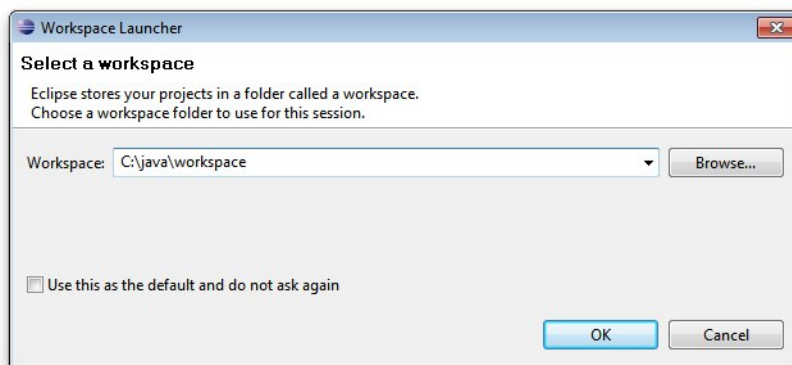 Workspace Launcher
Select a workspace
Eclipse stores your projects in a folder called a workspace.
Choose a workspace folder to use for this session.
Workspace: C:\java\workspace Browse...
Use this as the default and do not ask again
OK Cancel